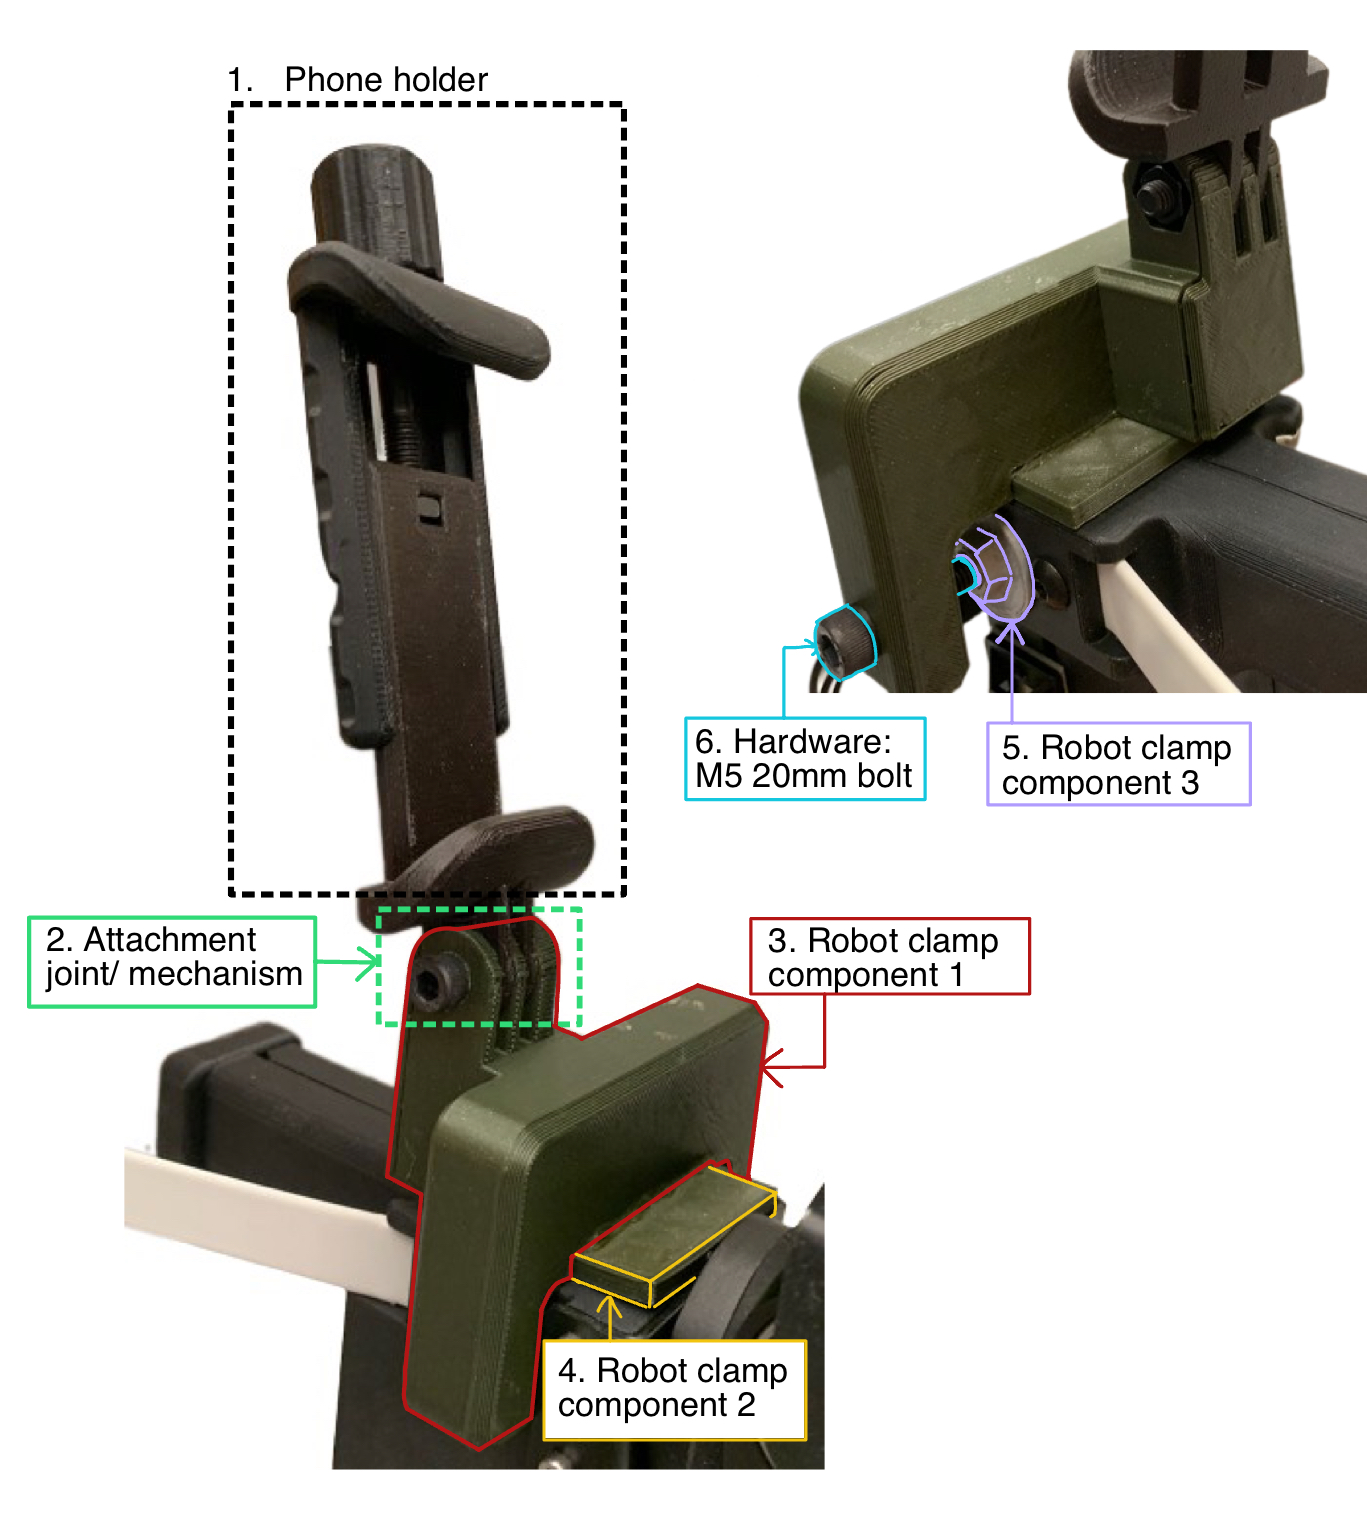 1. Phone holder
2. Attachment
joint/ mechanism
3. Robot clamp
component 1
4. Robot clamp
component 2
6. Hardware:
M5 20mm bolt
5. Robot clamp
component 3